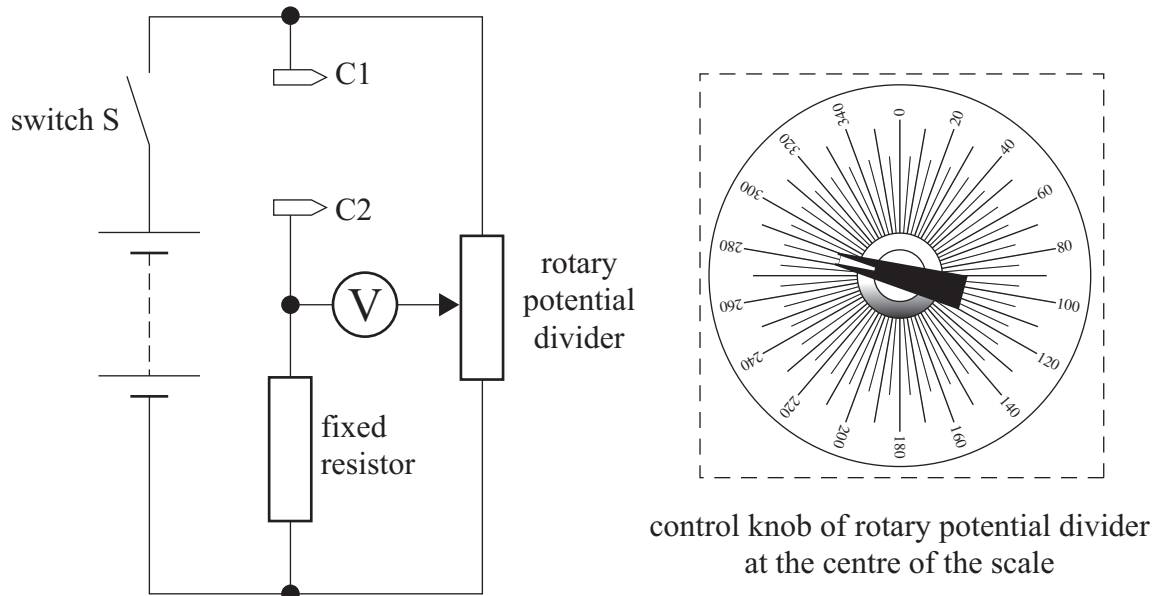 C1
switch S
C2
V
rotary
potential
divider
fixed
resistor
0
20
40
60
80
100
120
140
160
180
200
220
240
260
280
300
320
340
control knob of rotary potential divider
at the centre of the scale